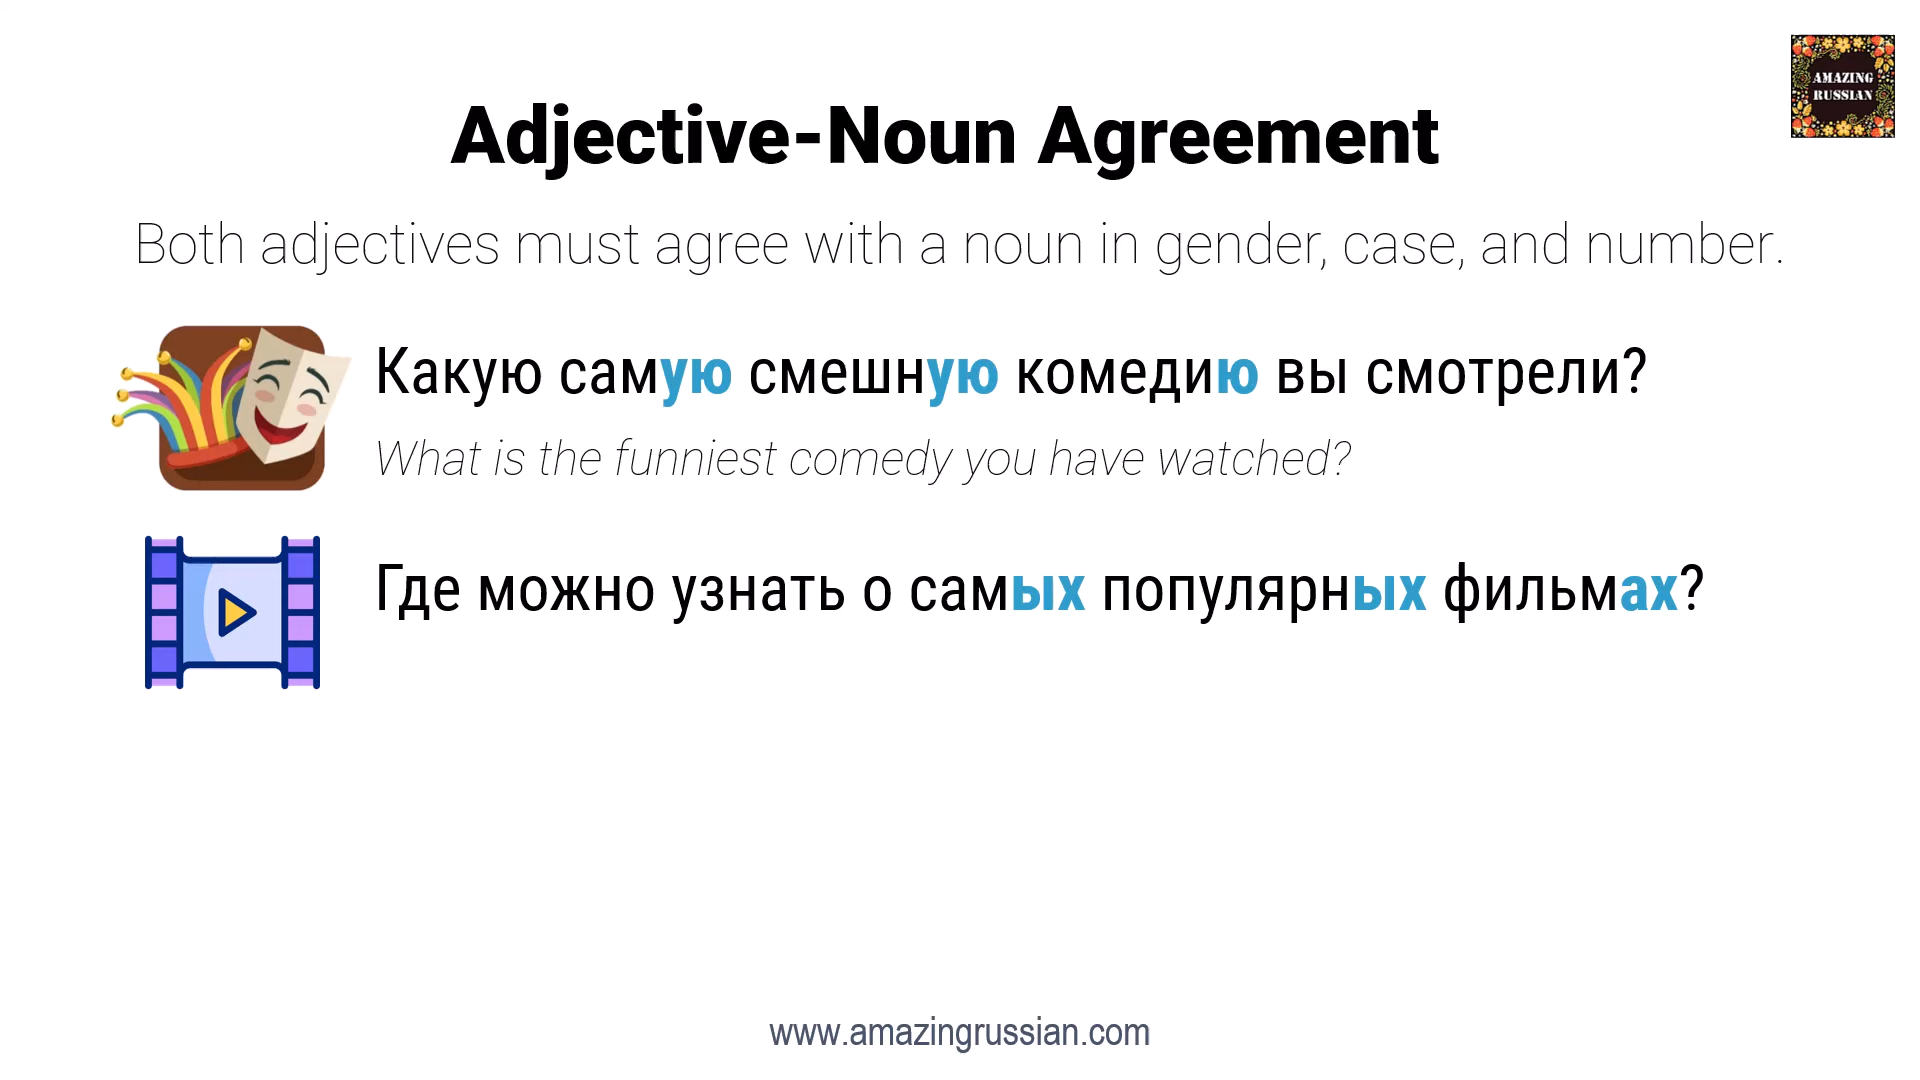 AMAZING
RUSSIAN
Adjective-Noun Agreement
Both adjectives must agree with a noun in gender, case, and number.
Какую самую смешную комедию вы смотрели?
What is the funniest comedy you have watched?
Где можно узнать о самых популярных фильмах?
www.amazingrussian.com